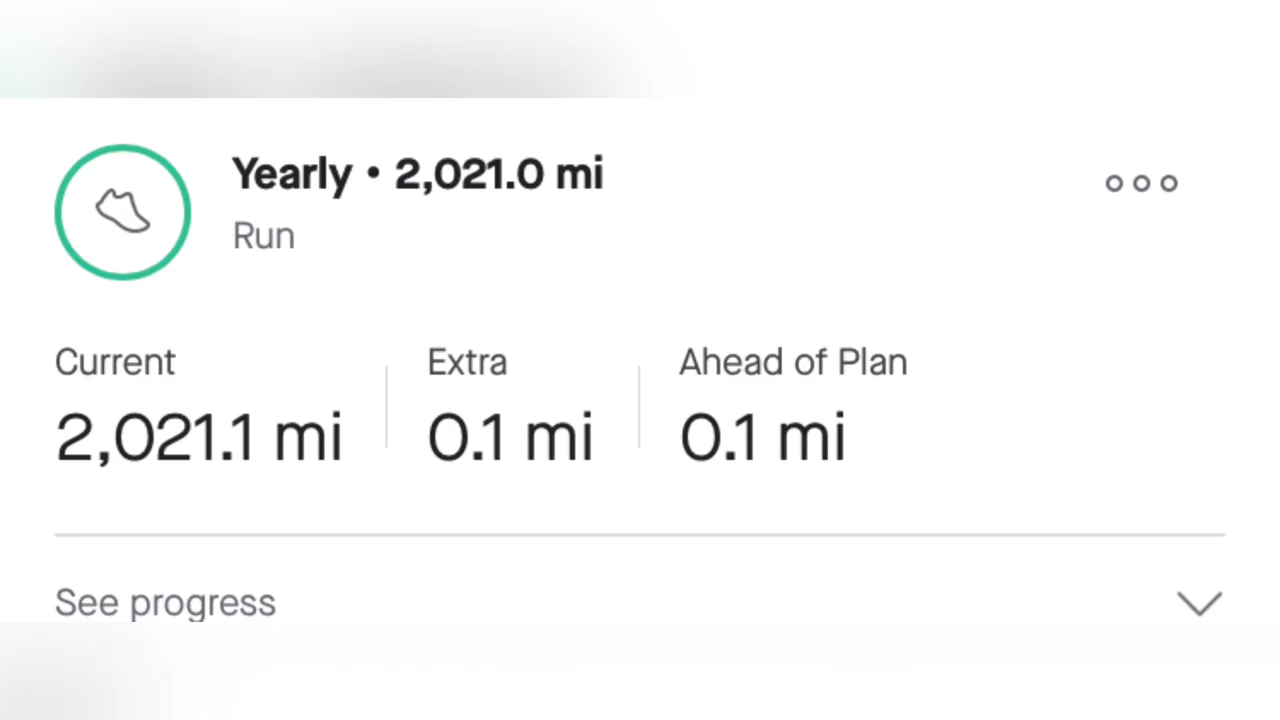 Yearly • 2,021.0 mi
Run
Current Extra Ahead of Plan
2,021.1 mi 0.1 mi 0.1 mi
See progress